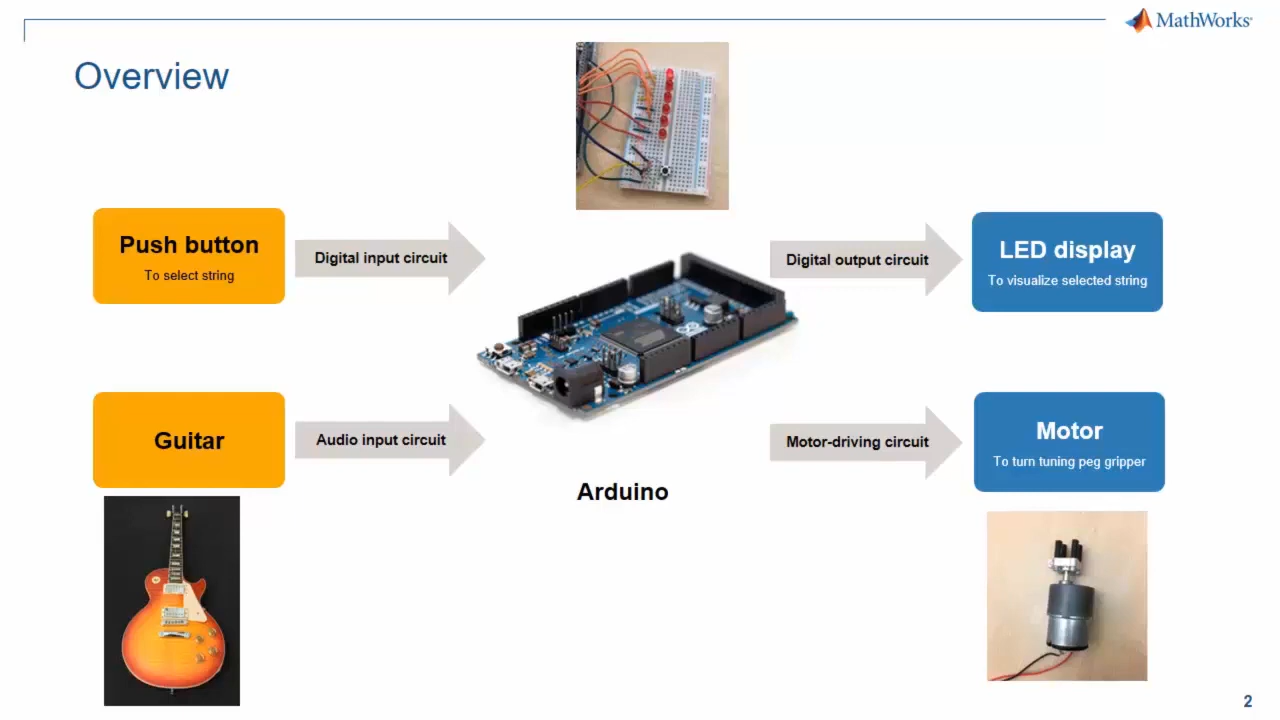 MathWorks
Overview
Push button
To select string
Digital input circuit
Digital output circuit
LED display
To visualize selected string
Guitar
Audio input circuit
Motor-driving circuit
Motor
To turn tuning peg gripper
Arduino
2